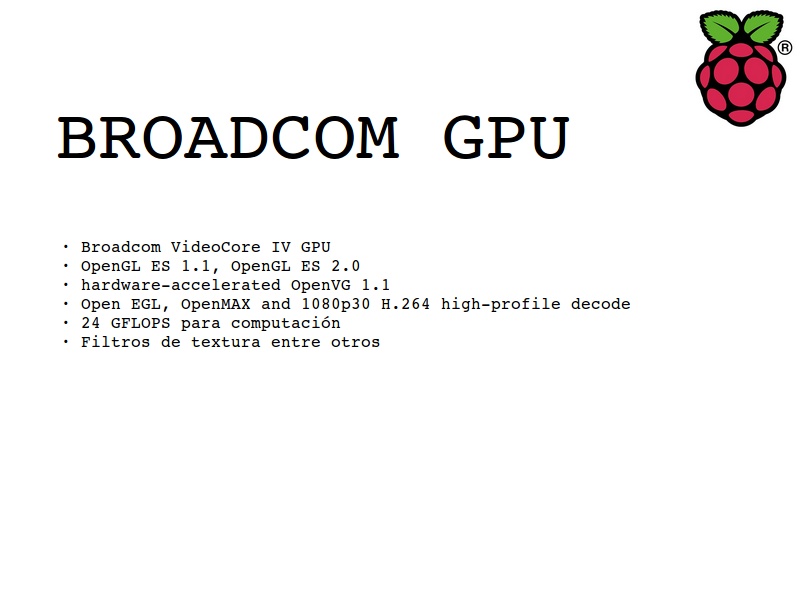 ®
BROADCOM GPU
· Broadcom VideoCore IV GPU
· OpenGL ES 1.1, OpenGL ES 2.0
· hardware-accelerated OpenVG 1.1
· Open EGL, OpenMAX and 1080p30 H.264 high-profile decode
· 24 GFLOPS para computación
· Filtros de textura entre otros